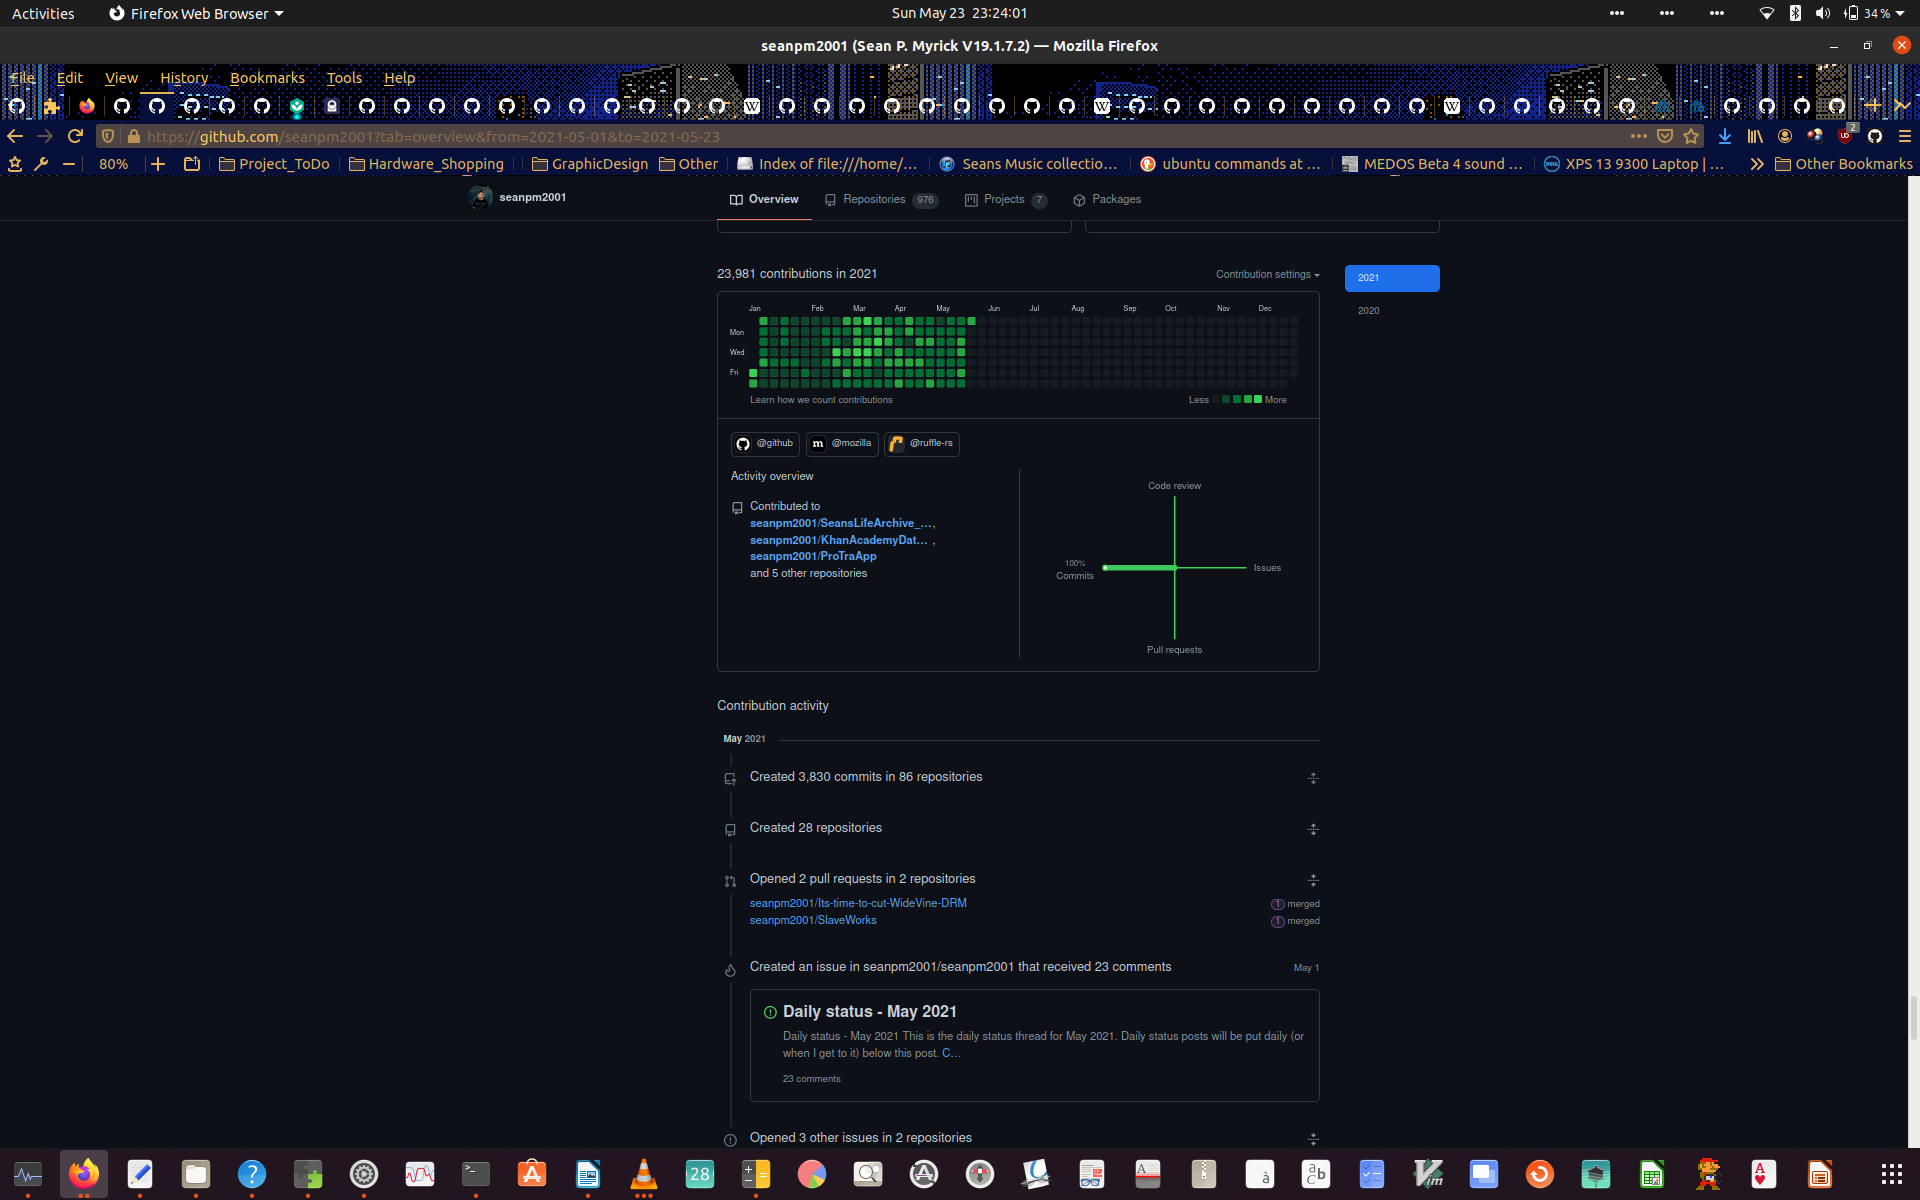 Activities
Firefox Web Browser
Sun May 23 23:24:01
34 %
seanpm2001 (Sean P. Myrick V19.1.7.2) — Mozilla Firefox
File Edit View History Bookmarks Tools Help
https://github.com/seanpm2001?tab=overview&from=2021-05-01&to=2021-05-23
2
80%
Project_ToDo
Hardware_Shopping
GraphicDesign
Other
Index of file:///home/…
Seans Music collectio…
ubuntu commands at …
MEDOS Beta 4 sound …
XPS 13 9300 Laptop | …
Other Bookmarks
seanpm2001
Overview
Repositories 976
Projects 7
Packages
23,981 contributions in 2021
Contribution settings
2021
2020
Jan Feb Mar Apr May Jun Jul Aug Sep Oct Nov Dec
Mon
Wed
Fri
Learn how we count contributions
Less More
@github
@mozilla
@ruffle-rs
Activity overview
Contributed to
seanpm2001/SeansLifeArchive_…,
seanpm2001/KhanAcademyDat… ,
seanpm2001/ProTraApp
and 5 other repositories
Code review
100%
Commits
Issues
Pull requests
Contribution activity
May 2021
Created 3,830 commits in 86 repositories
Created 28 repositories
Opened 2 pull requests in 2 repositories
seanpm2001/Its-time-to-cut-WideVine-DRM
1 merged
seanpm2001/SlaveWorks
1 merged
Created an issue in seanpm2001/seanpm2001 that received 23 comments
May 1
Daily status - May 2021
Daily status - May 2021 This is the daily status thread for May 2021. Daily status posts will be put daily (or
when I get to it) below this post. C…
23 comments
Opened 3 other issues in 2 repositories
28